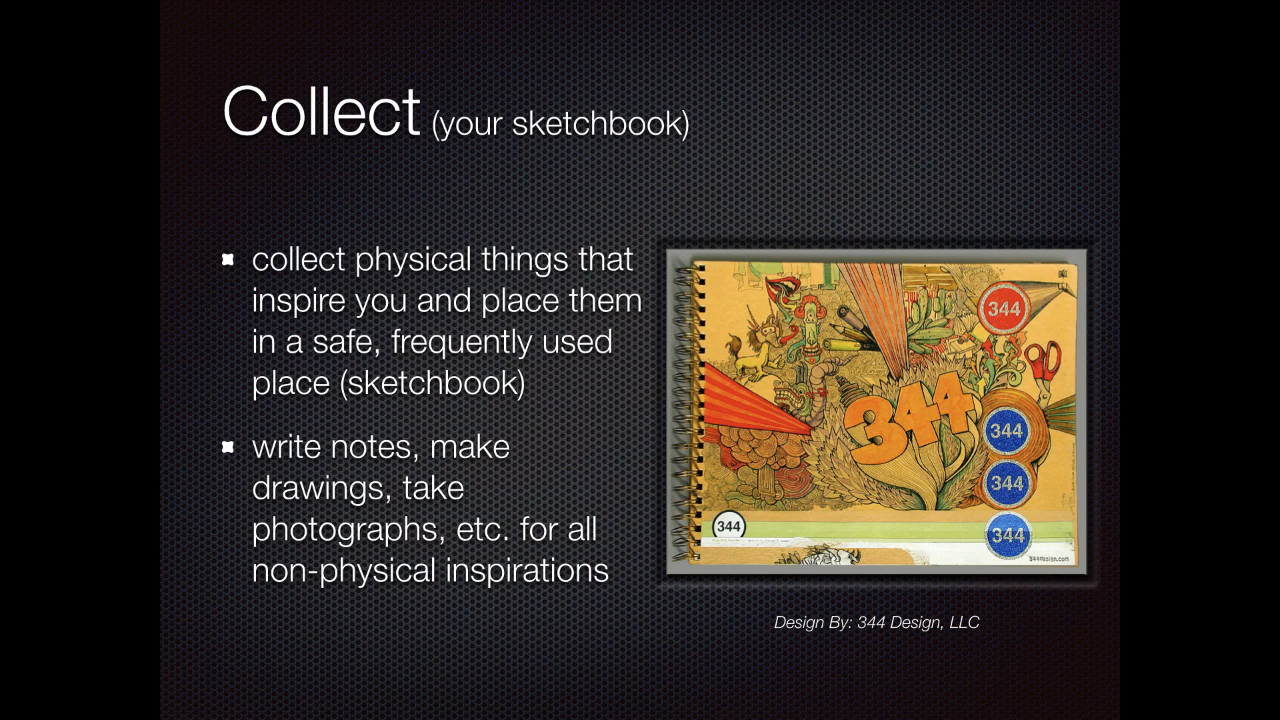 Collect (your sketchbook)
collect physical things that
inspire you and place them
in a safe, frequently used
place (sketchbook)
write notes, make
drawings, take
photographs, etc. for all
non-physical inspirations
344
344
344
344
344
344
344design.com
Design By: 344 Design, LLC